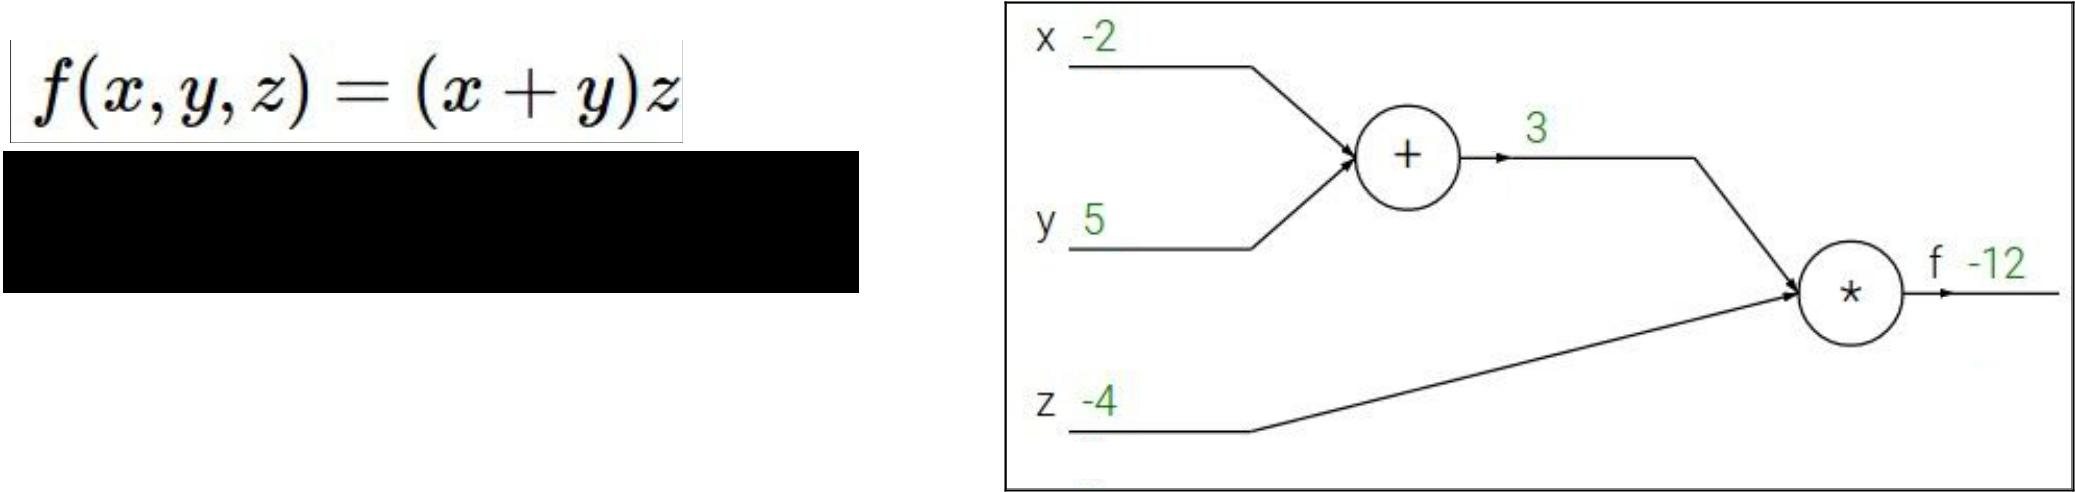 f(x, y, z) = (x + y)z
x -2
+
3
y 5
*
f -12
z -4